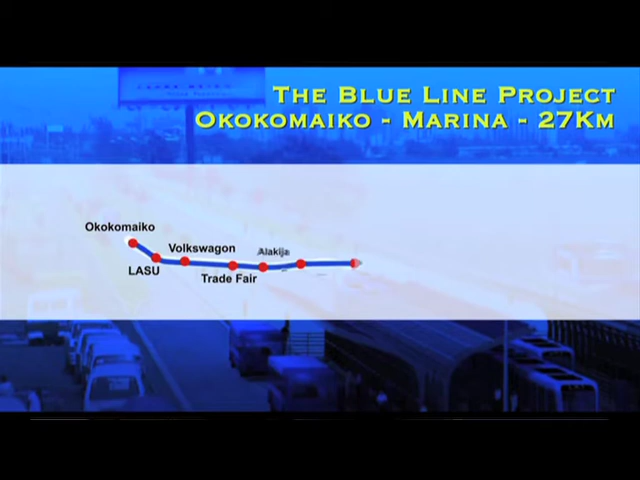 THE BLUE LINE PROJECT
OKOKOMAIKO - MARINA - 27KM
Okokomaiko
Volkswagon
Alakija
LASU
Trade Fair